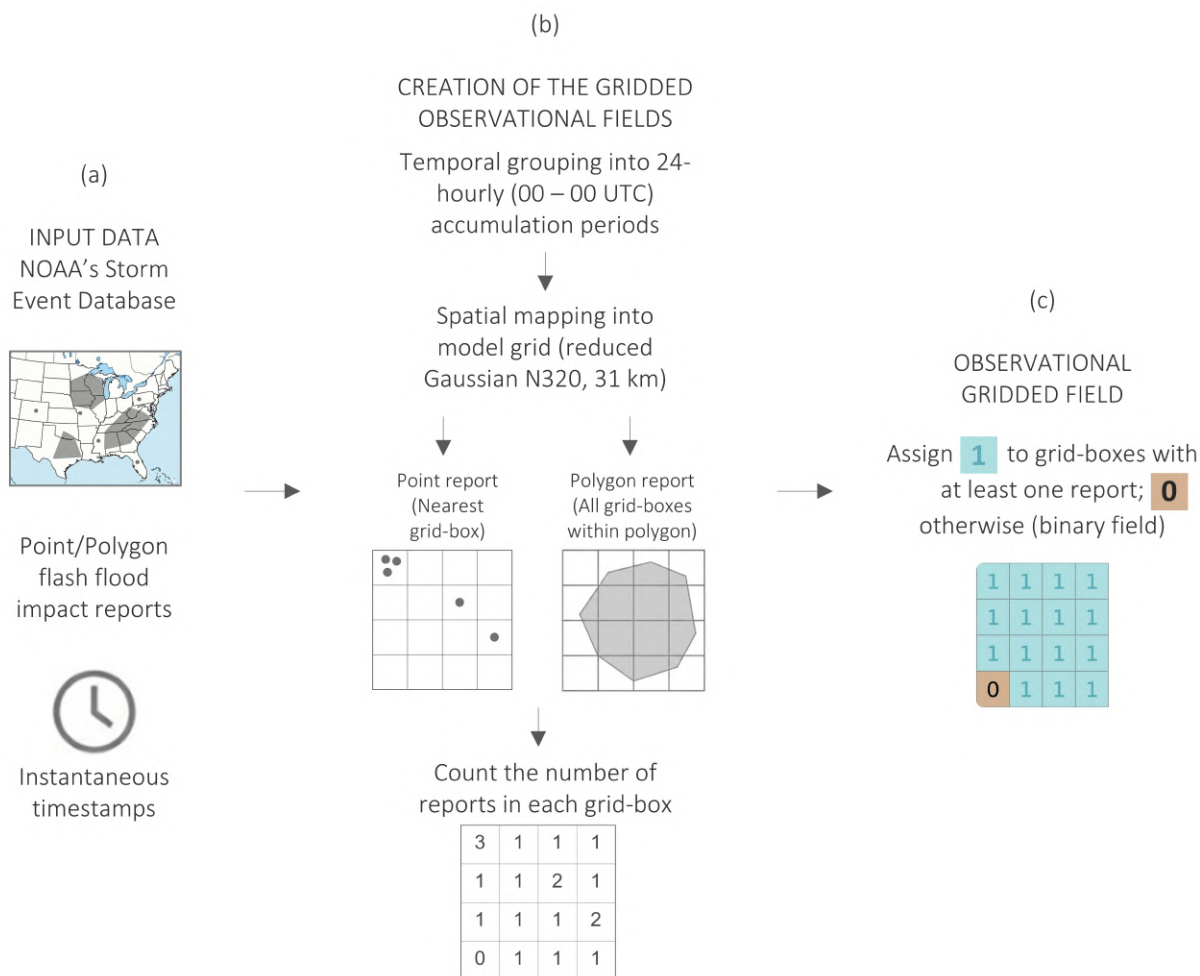 (a)
INPUT DATA
NOAA's Storm
Event Database
Point/Polygon
flash flood
impact reports
Instantaneous
timestamps
(b)
CREATION OF THE GRIDDED
OBSERVATIONAL FIELDS
Temporal grouping into 24-
hourly (00 – 00 UTC)
accumulation periods
Spatial mapping into
model grid (reduced
Gaussian N320, 31 km)
Point report
(Nearest
grid-box)
Polygon report
(All grid-boxes
within polygon)
Count the number of
reports in each grid-box
3 1 1 1
1 1 2 1
1 1 1 2
0 1 1 1
(c)
OBSERVATIONAL
GRIDDED FIELD
Assign 1 to grid-boxes with
at least one report; 0
otherwise (binary field)
1 1 1 1
1 1 1 1
1 1 1 1
0 1 1 1